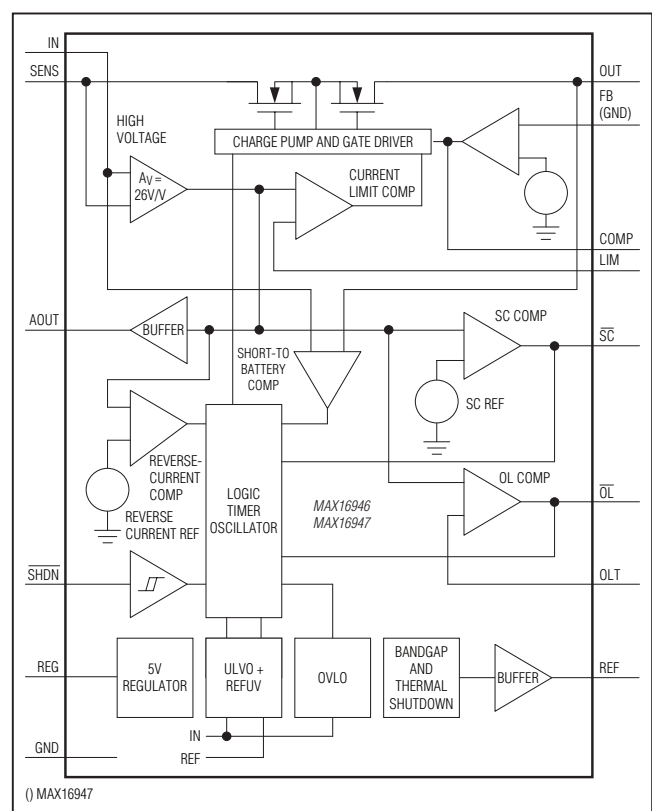 IN
SENS
OUT
FB
(GND)
HIGH
VOLTAGE
CHARGE PUMP AND GATE DRIVER
AV =
26V/V
CURRENT
LIMIT COMP
COMP
LIM
AOUT
BUFFER
SHORT-TO
BATTERY
COMP
SC COMP
SC
SC REF
REVERSE-
CURRENT
COMP
REVERSE
CURRENT REF
LOGIC
TIMER
OSCILLATOR
MAX16946
MAX16947
OL COMP
OL
OLT
SHDN
REG
5V
REGULATOR
ULVO +
REFUV
OVLO
BANDGAP
AND
THERMAL
SHUTDOWN
BUFFER
REF
IN
REF
GND
() MAX16947